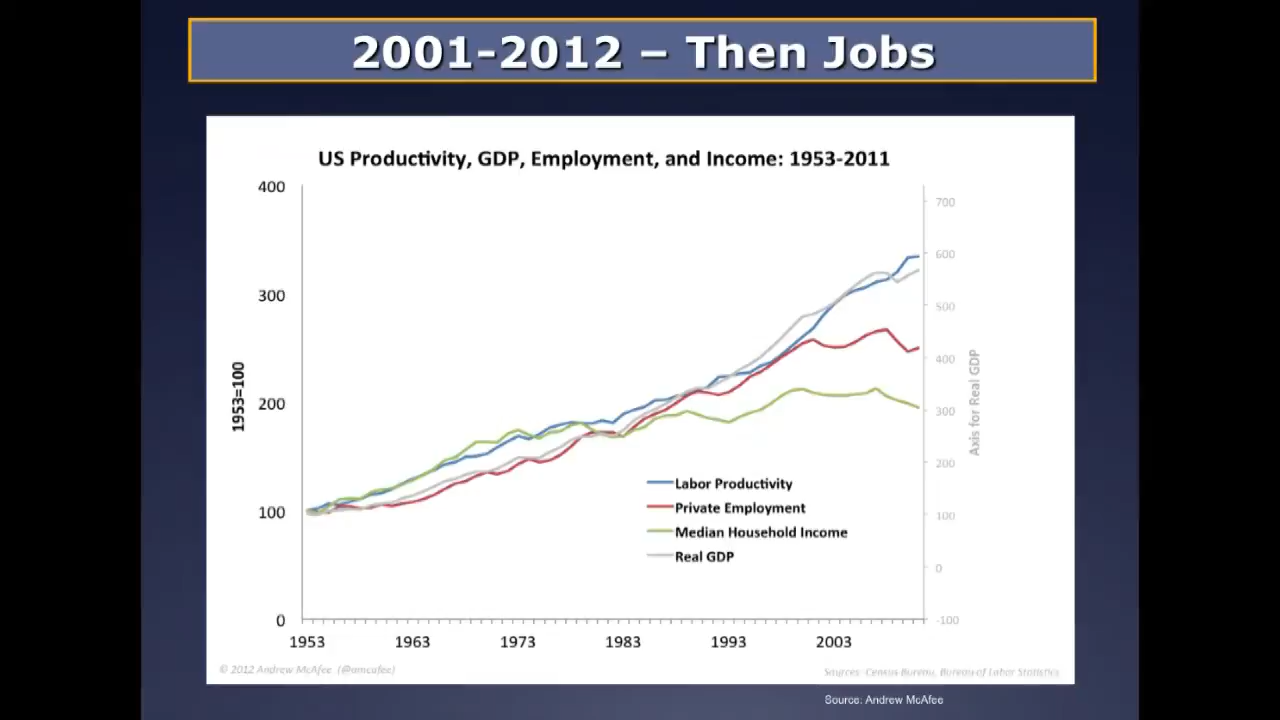 2001-2012 – Then Jobs
US Productivity, GDP, Employment, and Income: 1953-2011
400
300
200
100
0
1953=100
700
600
500
400
300
200
100
0
-100
Axis for Real GDP
Labor Productivity
Private Employment
Median Household Income
Real GDP
1953 1963 1973 1983 1993 2003
© 2012 Andrew McAfee (@amcafee)
Sources: Census Bureau, Bureau of Labor Statistics
Source: Andrew McAfee